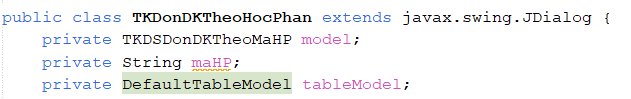 public class TKDonDKTheoHocPhan extends javax.swing.JDialog {
private TKDSDonDKTheoMaHP model;
private String maHP;
private DefaultTableModel tableModel;